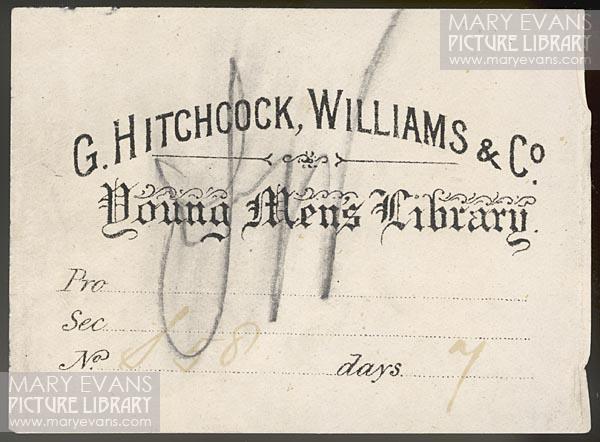 MARY EVANS
PICTURE LIBRARY
www.maryevans.com
G. HITCHCOCK, WILLIAMS & Co.
Young Men's Library.
Pro
Sec
No. days. 7
MARY EVANS
PICTURE LIBRARY
www.maryevans.com